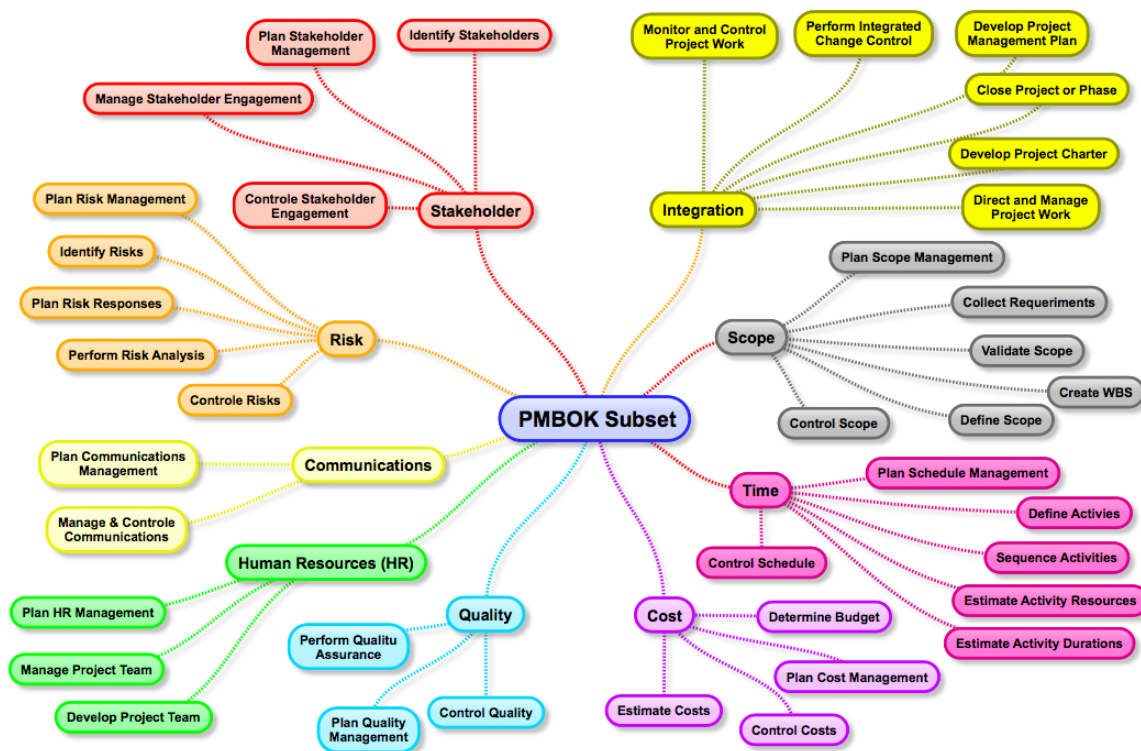 Plan Stakeholder
Management
Identify Stakeholders
Manage Stakeholder Engagement
Controle Stakeholder
Engagement
Stakeholder
Monitor and Control
Project Work
Perform Integrated
Change Control
Develop Project
Management Plan
Close Project or Phase
Develop Project Charter
Direct and Manage
Project Work
Integration
Plan Risk Management
Identify Risks
Plan Risk Responses
Perform Risk Analysis
Controle Risks
Risk
Plan Scope Management
Collect Requeriments
Validate Scope
Create WBS
Define Scope
Control Scope
Scope
PMBOK Subset
Plan Communications
Management
Manage & Controle
Communications
Communications
Plan Schedule Management
Define Activies
Sequence Activities
Estimate Activity Resources
Estimate Activity Durations
Control Schedule
Time
Human Resources (HR)
Plan HR Management
Manage Project Team
Develop Project Team
Quality
Perform Qualitu
Assurance
Plan Quality
Management
Control Quality
Cost
Determine Budget
Plan Cost Management
Estimate Costs
Control Costs